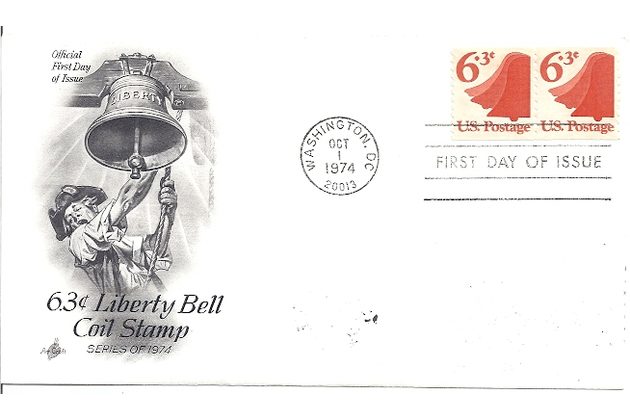 Official
First Day
of Issue
LIBERTY
6.3¢ Liberty Bell
Coil Stamp
SERIES OF 1974
ArtCraft
WASHINGTON, DC
OCT
1
1974
20013
6·3¢ 6·3¢
U.S. Postage U.S. Postage
FIRST DAY OF ISSUE